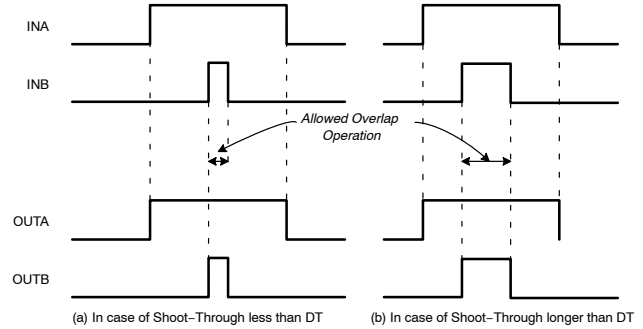 INA
INB
Allowed Overlap
Operation
OUTA
OUTB
(a) In case of Shoot−Through less than DT
(b) In case of Shoot−Through longer than DT